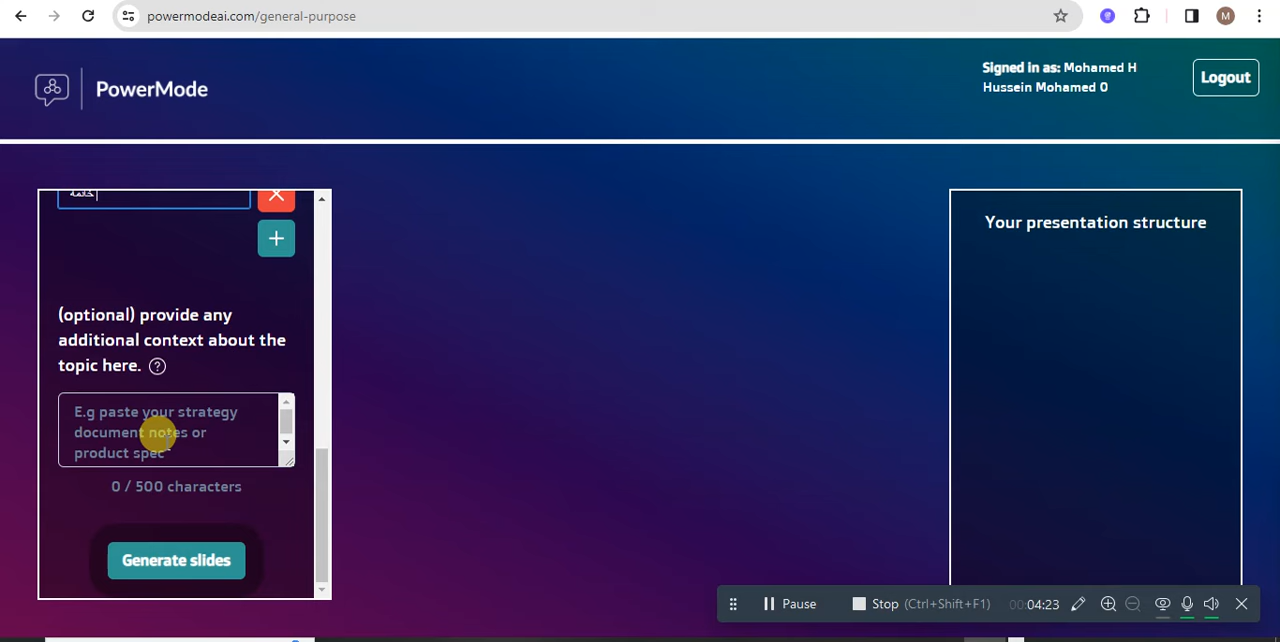 powermodeai.com/general-purpose
M
PowerMode
Signed in as: Mohamed H
Hussein Mohamed 0
Logout
خاتمة
(optional) provide any
additional context about the
topic here.
?
E.g paste your strategy
document notes or
product spec
0 / 500 characters
Generate slides
Your presentation structure
Pause
Stop (Ctrl+Shift+F1)
00:04:23